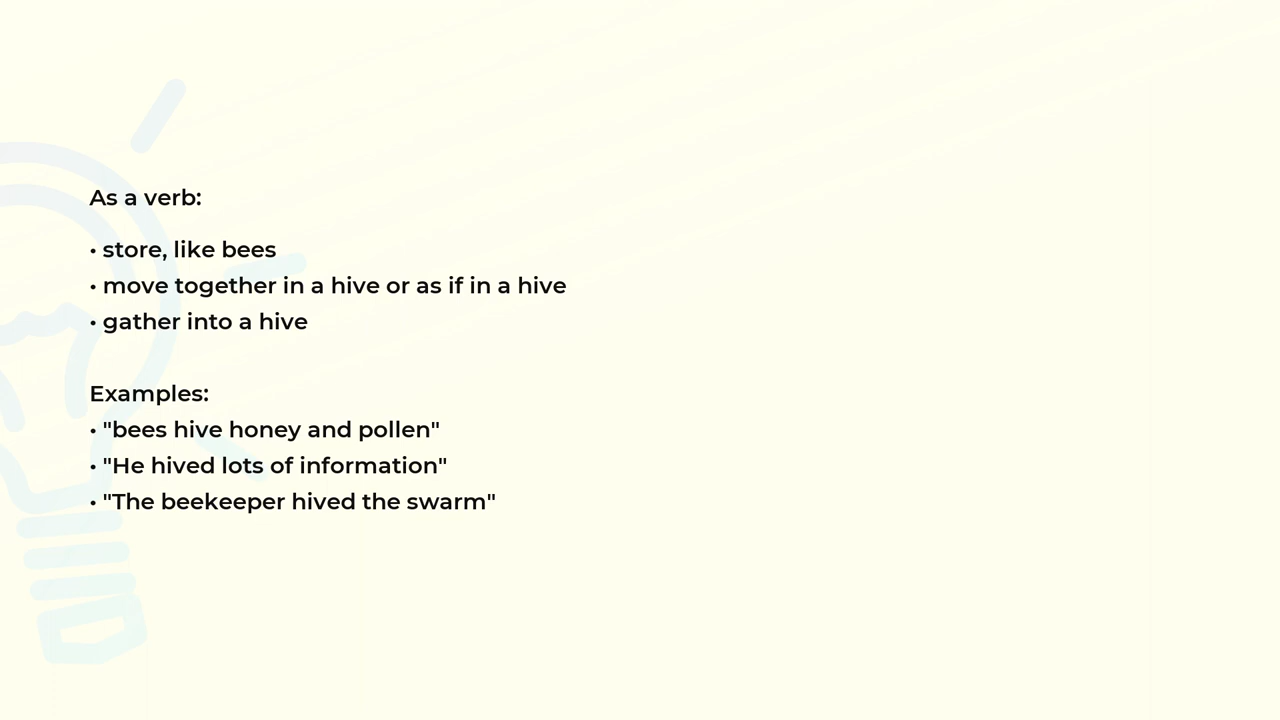 As a verb:
• store, like bees
• move together in a hive or as if in a hive
• gather into a hive
Examples:
• "bees hive honey and pollen"
• "He hived lots of information"
• "The beekeeper hived the swarm"